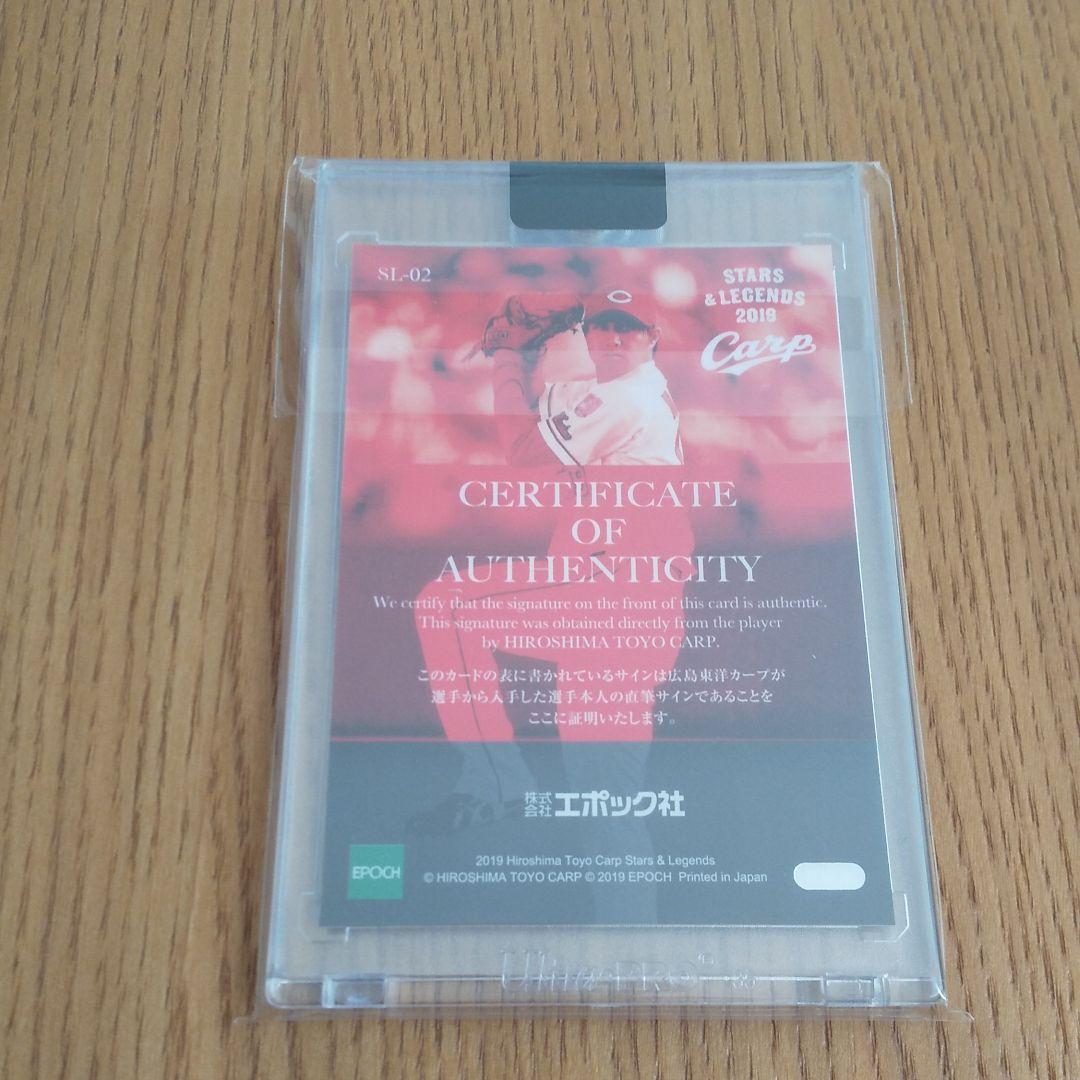 SL-02
STARS
& LEGENDS
2019
Carp
CERTIFICATE
OF
AUTHENTICITY
We certify that the signature on the front of this card is authentic.
This signature was obtained directly from the player
by HIROSHIMA TOYO CARP.
このカードの表に書かれているサインは広島東洋カープが
選手から入手した選手本人の直筆サインであることを
ここに証明いたします。
株式会社エポック社
EPOCH
2019 Hiroshima Toyo Carp Stars & Legends
© HIROSHIMA TOYO CARP © 2019 EPOCH Printed in Japan
Ultra PRO